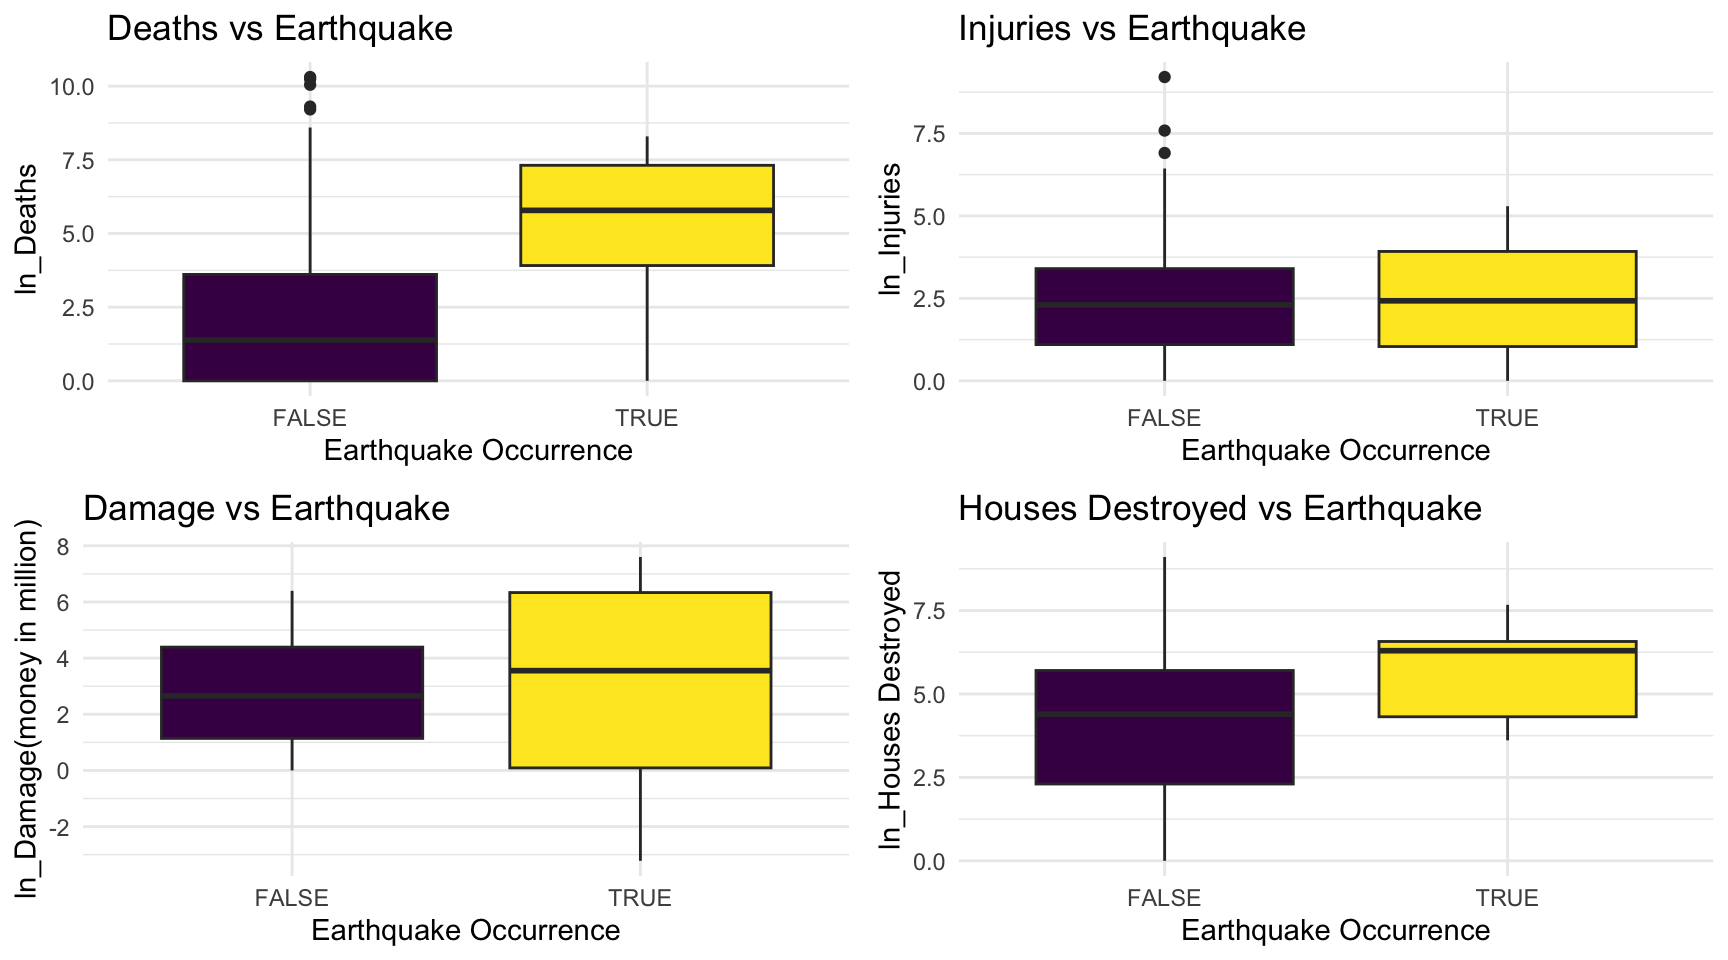 Deaths vs Earthquake
ln_Deaths
10.0
7.5
5.0
2.5
0.0
FALSE
TRUE
Earthquake Occurrence
Injuries vs Earthquake
ln_Injuries
7.5
5.0
2.5
0.0
FALSE
TRUE
Earthquake Occurrence
Damage vs Earthquake
ln_Damage(money in million)
8
6
4
2
0
-2
FALSE
TRUE
Earthquake Occurrence
Houses Destroyed vs Earthquake
ln_Houses Destroyed
7.5
5.0
2.5
0.0
FALSE
TRUE
Earthquake Occurrence